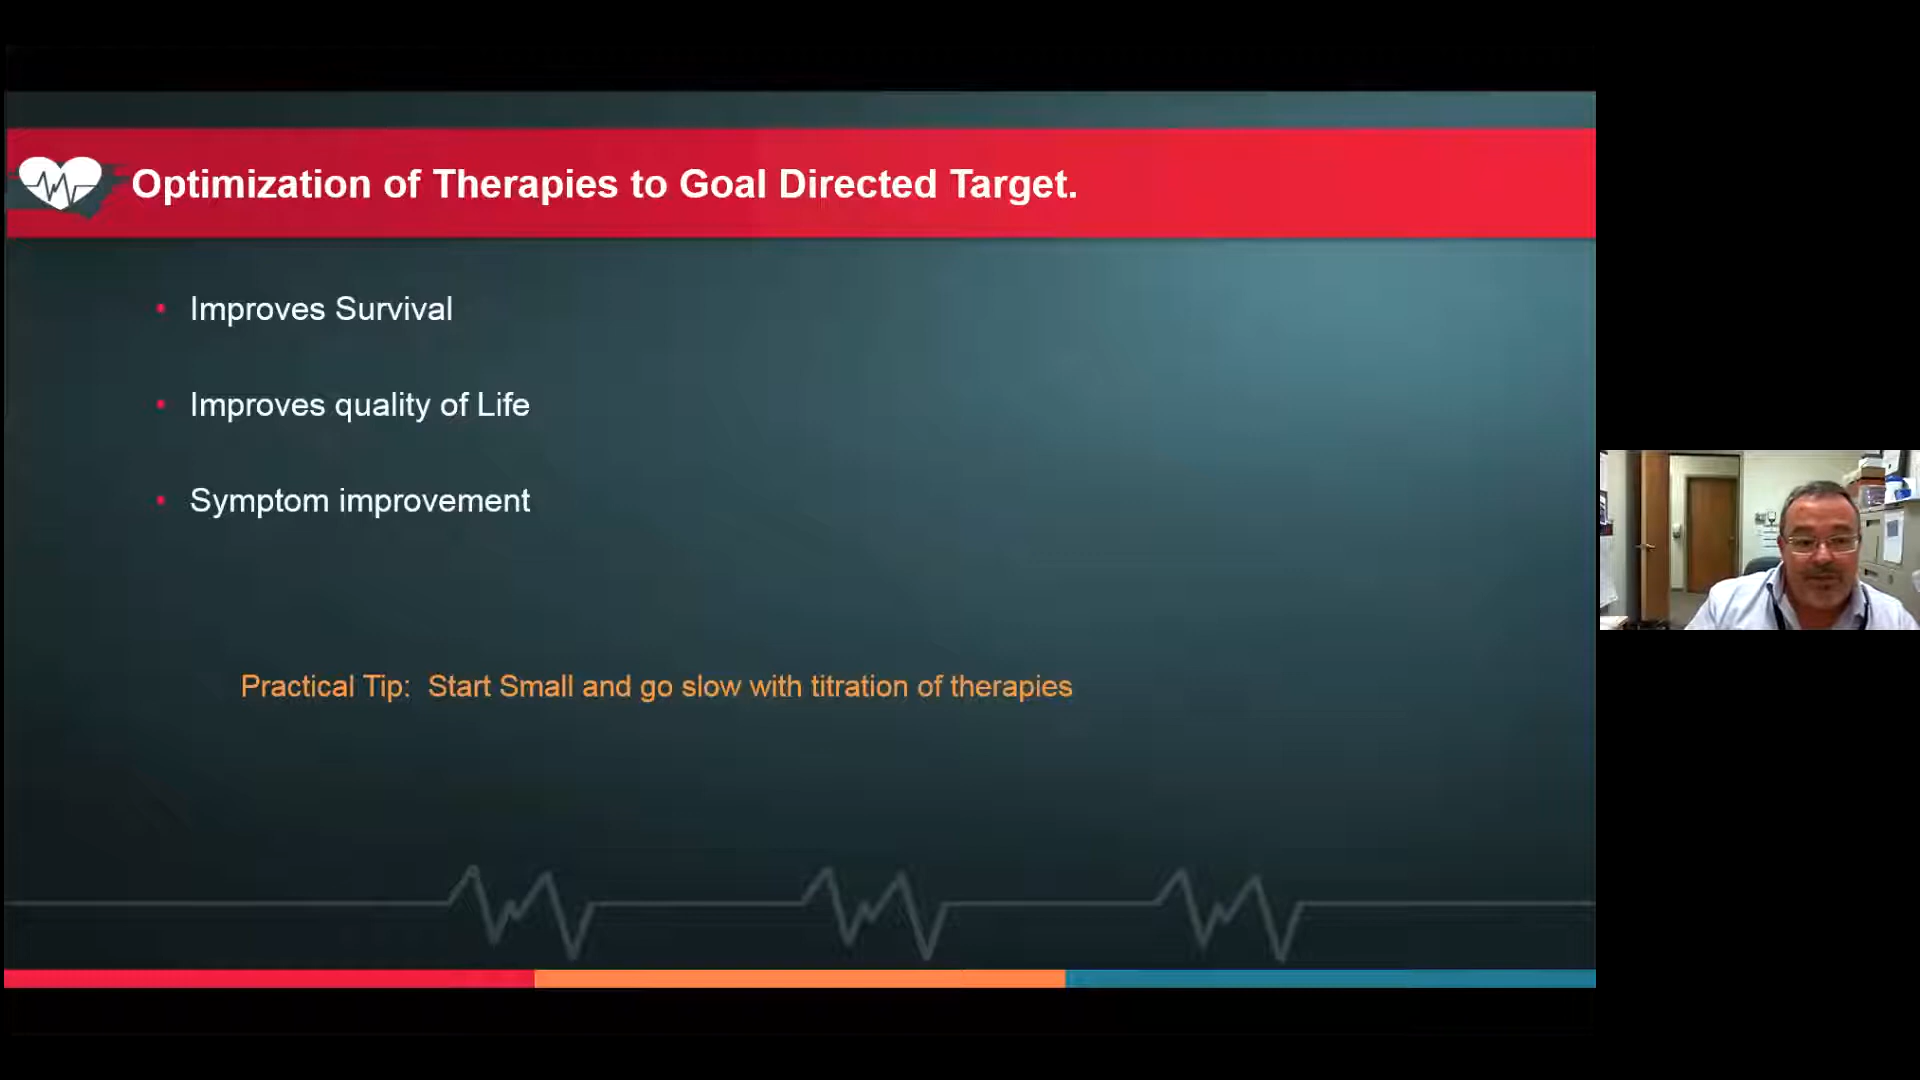 Optimization of Therapies to Goal Directed Target.
• Improves Survival
• Improves quality of Life
• Symptom improvement
Practical Tip: Start Small and go slow with titration of therapies